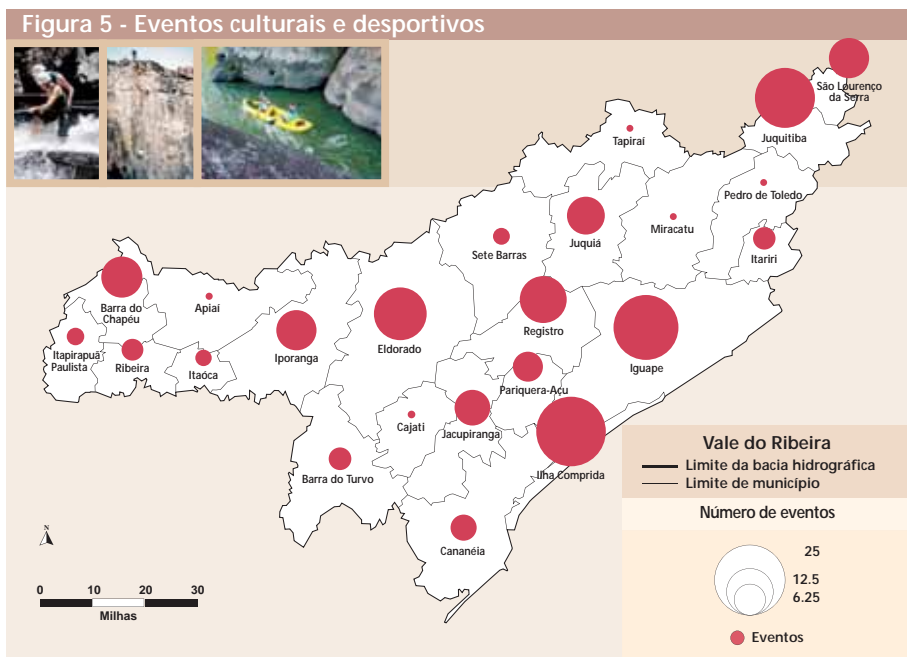 Figura 5 - Eventos culturais e desportivos
São Lourenço
da Serra
Juquitiba
Tapiraí
Pedro de Toledo
Miracatu
Juquiá
Itariri
Sete Barras
Barra do
Chapéu
Apiaí
Registro
Iporanga
Eldorado
Iguape
Itapirapuã
Paulista
Ribeira
Itaóca
Pariquera-Açu
Cajati
Jacupiranga
Ilha Comprida
Barra do Turvo
Cananéia
Vale do Ribeira
Limite da bacia hidrográfica
Limite de município
Número de eventos
25
12.5
6.25
Eventos
N
0 10 20 30
Milhas